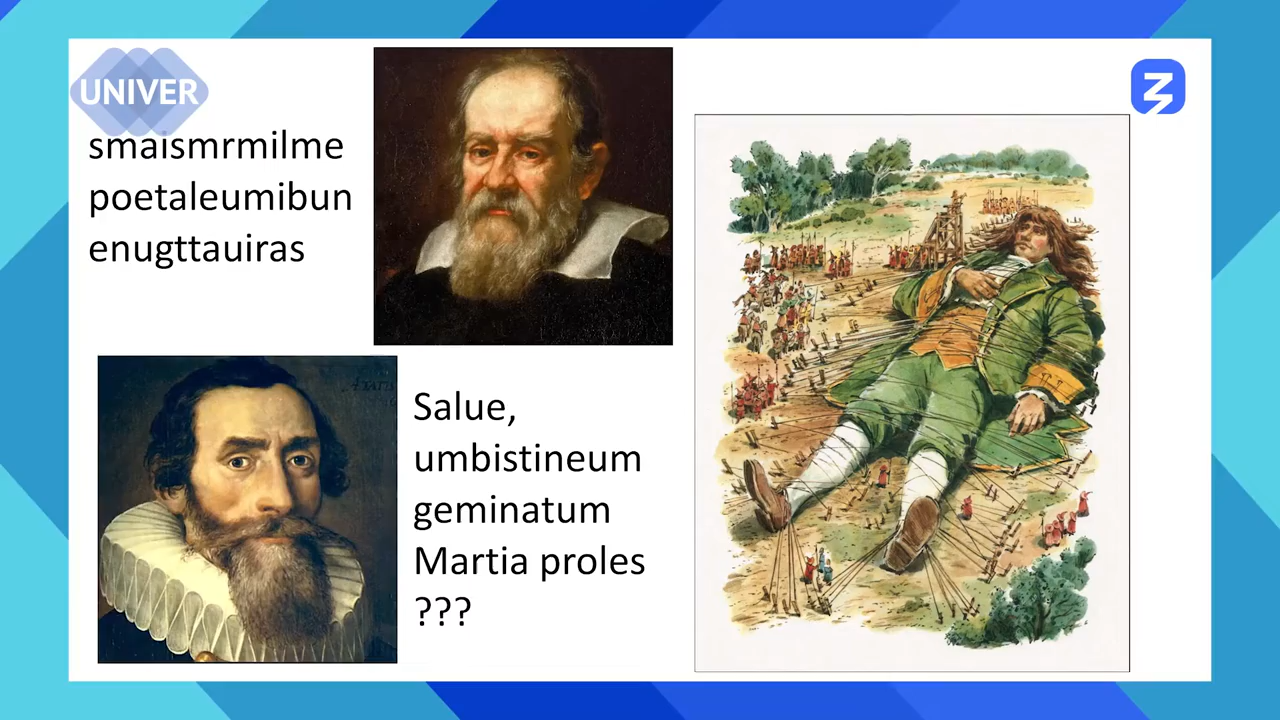 UNIVER
smaismrmilme
poetaleumibun
enugttauiras
Salue,
umbistineum
geminatum
Martia proles
???